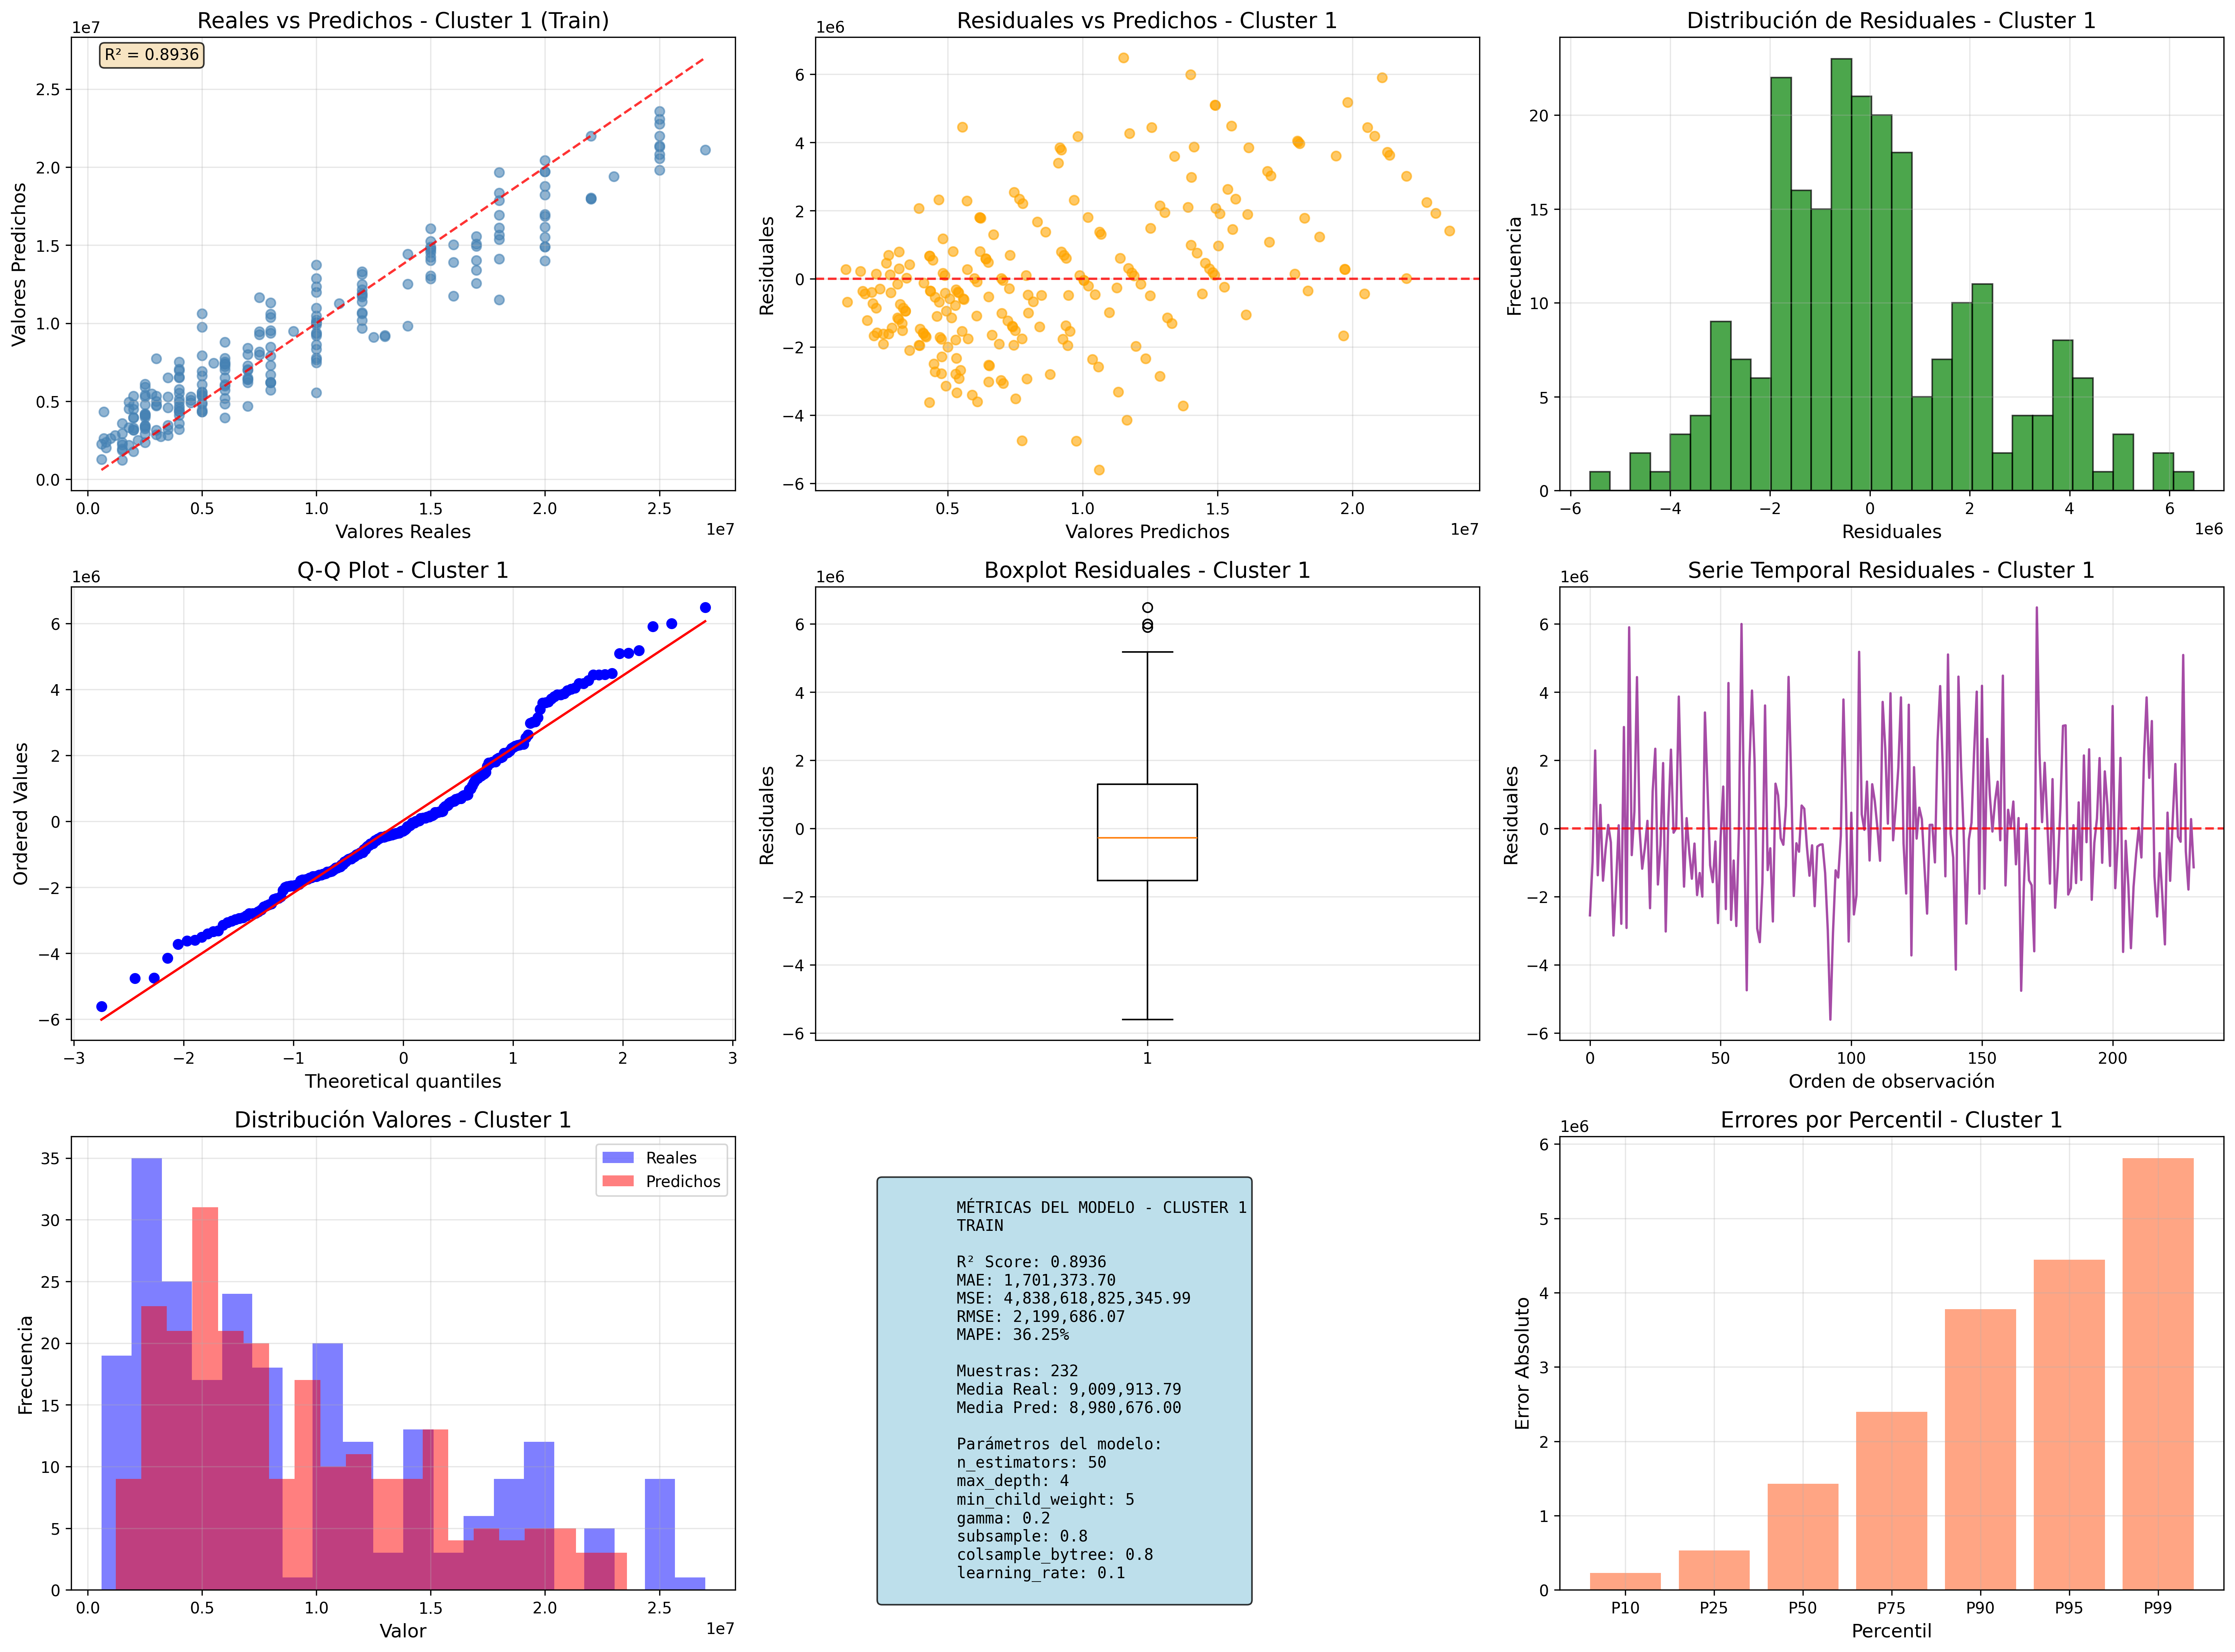 Reales vs Predichos - Cluster 1 (Train)
1e7
R² = 0.8936
Valores Predichos
2.5
2.0
1.5
1.0
0.5
0.0
0.0 0.5 1.0 1.5 2.0 2.5
1e7
Valores Reales
Residuales vs Predichos - Cluster 1
1e6
Residuales
6
4
2
0
−2
−4
−6
0.5 1.0 1.5 2.0
1e7
Valores Predichos
Distribución de Residuales - Cluster 1
Frecuencia
20
15
10
5
0
−6 −4 −2 0 2 4 6
1e6
Residuales
Q-Q Plot - Cluster 1
1e6
Ordered Values
6
4
2
0
−2
−4
−6
−3 −2 −1 0 1 2 3
Theoretical quantiles
Boxplot Residuales - Cluster 1
1e6
Residuales
6
4
2
0
−2
−4
−6
1
Serie Temporal Residuales - Cluster 1
1e6
Residuales
6
4
2
0
−2
−4
−6
0 50 100 150 200
Orden de observación
Distribución Valores - Cluster 1
Reales
Predichos
Frecuencia
35
30
25
20
15
10
5
0
0.0 0.5 1.0 1.5 2.0 2.5
1e7
Valor
MÉTRICAS DEL MODELO - CLUSTER 1
TRAIN
R² Score: 0.8936
MAE: 1,701,373.70
MSE: 4,838,618,825,345.99
RMSE: 2,199,686.07
MAPE: 36.25%
Muestras: 232
Media Real: 9,009,913.79
Media Pred: 8,980,676.00
Parámetros del modelo:
n_estimators: 50
max_depth: 4
min_child_weight: 5
gamma: 0.2
subsample: 0.8
colsample_bytree: 0.8
learning_rate: 0.1
Errores por Percentil - Cluster 1
1e6
Error Absoluto
6
5
4
3
2
1
0
P10 P25 P50 P75 P90 P95 P99
Percentil